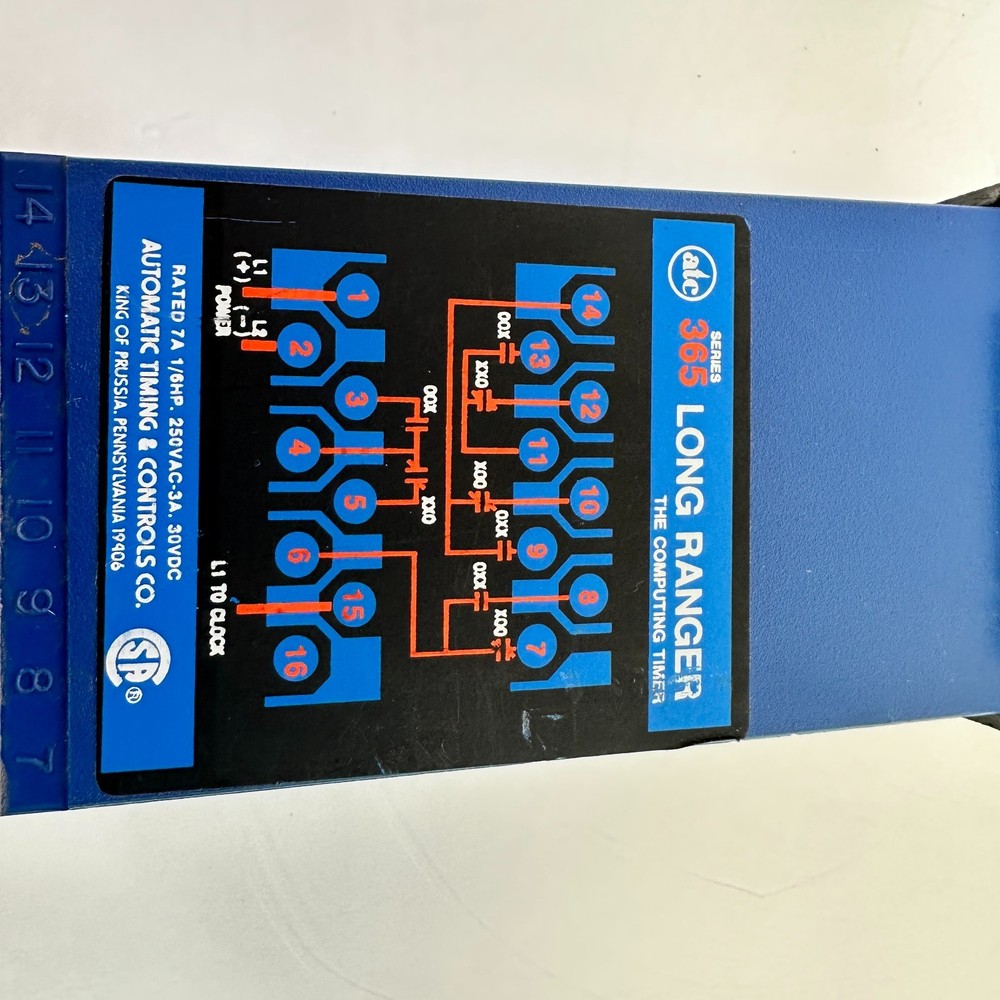 atc
SERIES
365 LONG RANGER
THE COMPUTING TIMER
14 13 12 11 10 9 8 7
OOX XXO XOO OXX OXX XOO
OOX XXO
1 2 3 4 5 6 15 16
L1 L2
(+) (-)
POWER
L1 TO CLOCK
RATED 7A 1/6HP. 250VAC-3A. 30VDC
AUTOMATIC TIMING & CONTROLS CO.
KING OF PRUSSIA, PENNSYLVANIA 19406
SA ®
14 13 12 11 10 9 8 7